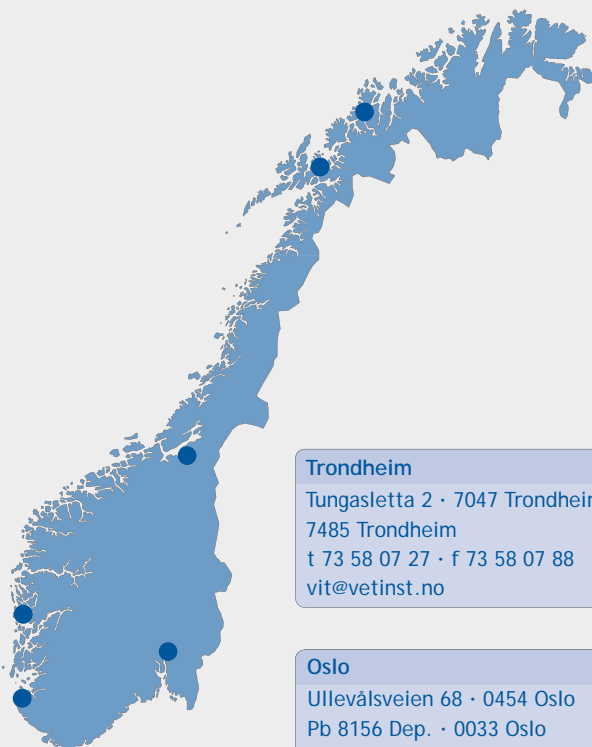 Trondheim
Tungasletta 2 · 7047 Trondheim
7485 Trondheim
t 73 58 07 27 · f 73 58 07 88
vit@vetinst.no
Oslo
Ullevålsveien 68 · 0454 Oslo
Pb 8156 Dep. · 0033 Oslo